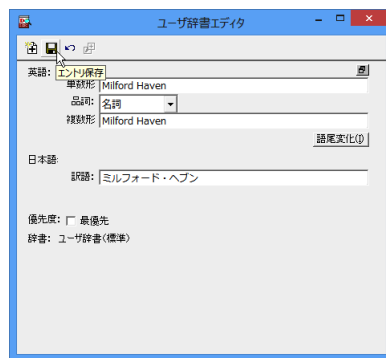 ユーザ辞書エディタ
エントリ保存
英語:
単数形 Milford Haven
品詞: 名詞
複数形 Milford Haven
語尾変化(I)
日本語:
訳語: ミルフォード・ヘブン
優先度: 最優先
辞書: ユーザ辞書(標準)